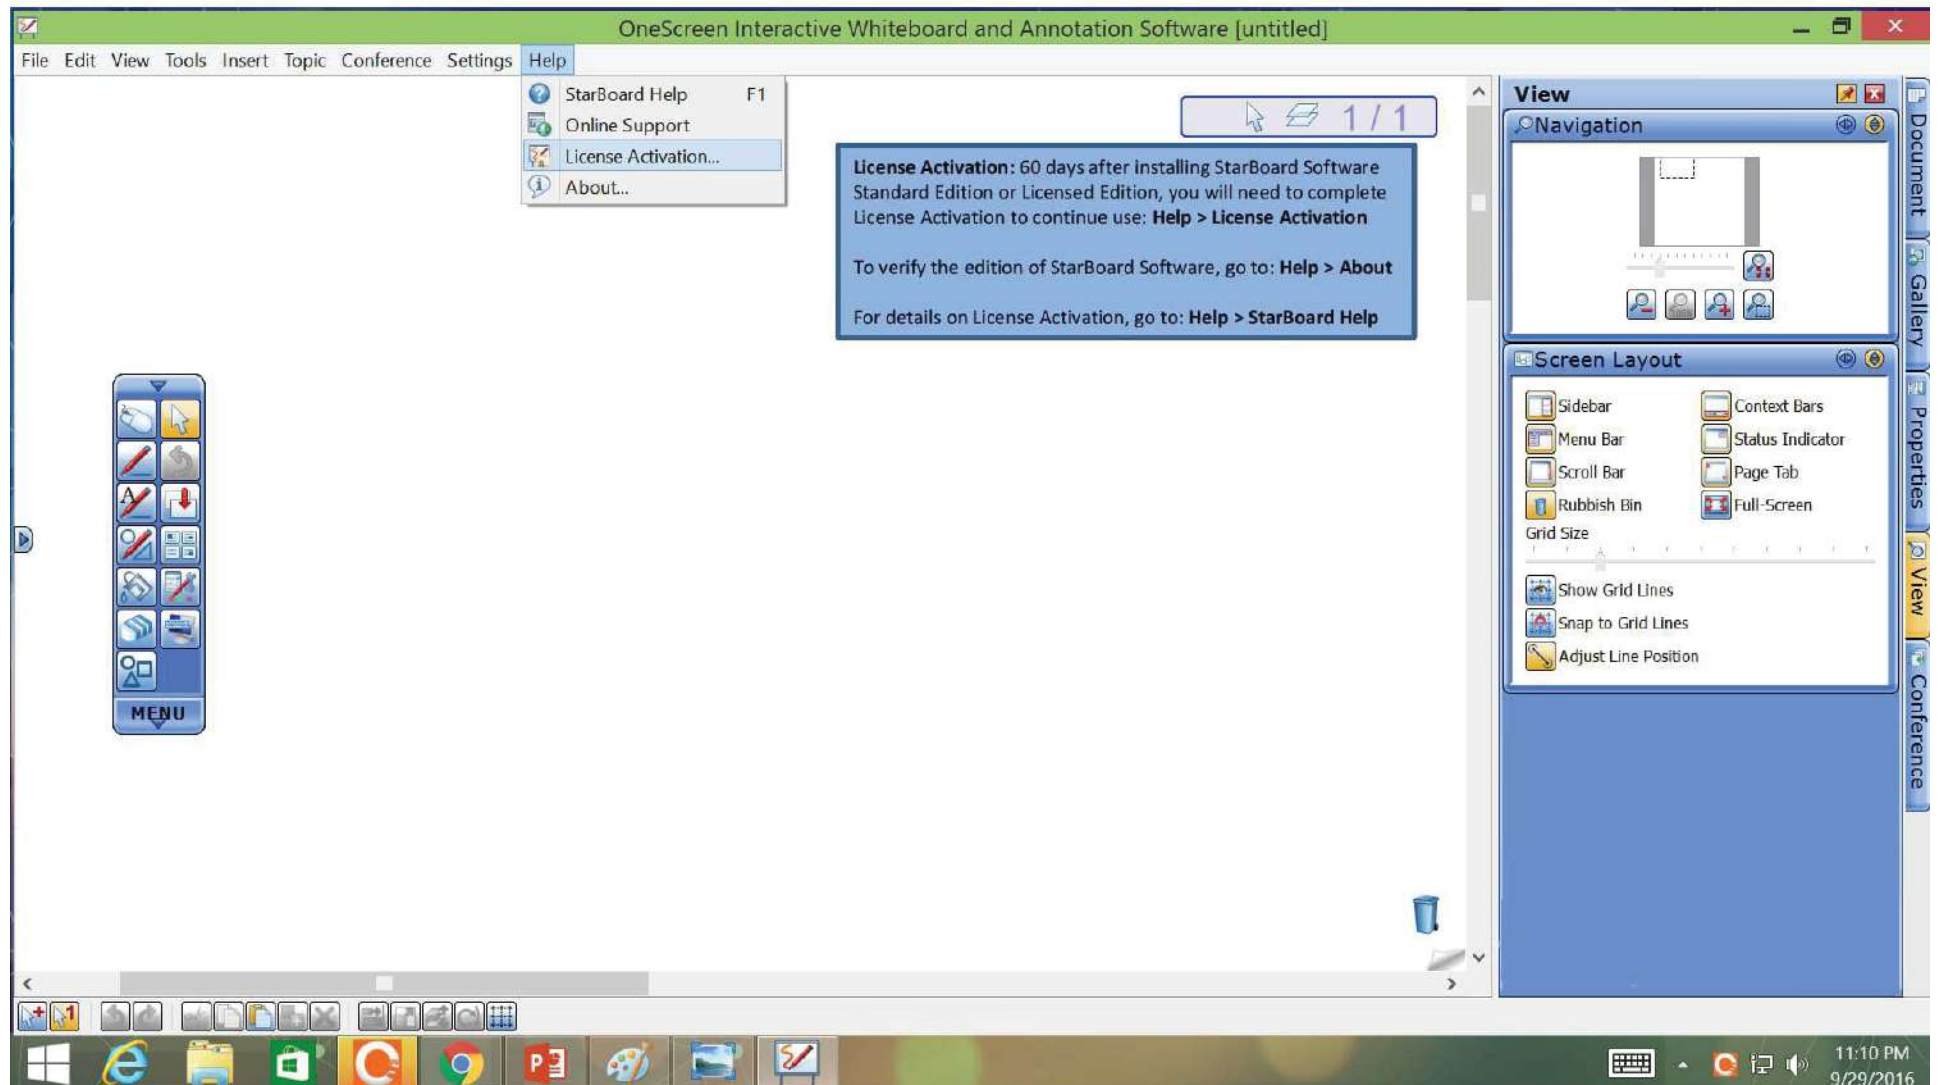 OneScreen Interactive Whiteboard and Annotation Software [untitled]
File Edit View Tools Insert Topic Conference Settings Help
StarBoard Help F1
Online Support
License Activation...
About...
1 / 1
License Activation: 60 days after installing StarBoard Software
Standard Edition or Licensed Edition, you will need to complete
License Activation to continue use: Help > License Activation
To verify the edition of StarBoard Software, go to: Help > About
For details on License Activation, go to: Help > StarBoard Help
MENU
View
Navigation
Screen Layout
Sidebar Context Bars
Menu Bar Status Indicator
Scroll Bar Page Tab
Rubbish Bin Full-Screen
Grid Size
Show Grid Lines
Snap to Grid Lines
Adjust Line Position
Document
Gallery
Properties
View
Conference
11:10 PM
9/29/2016